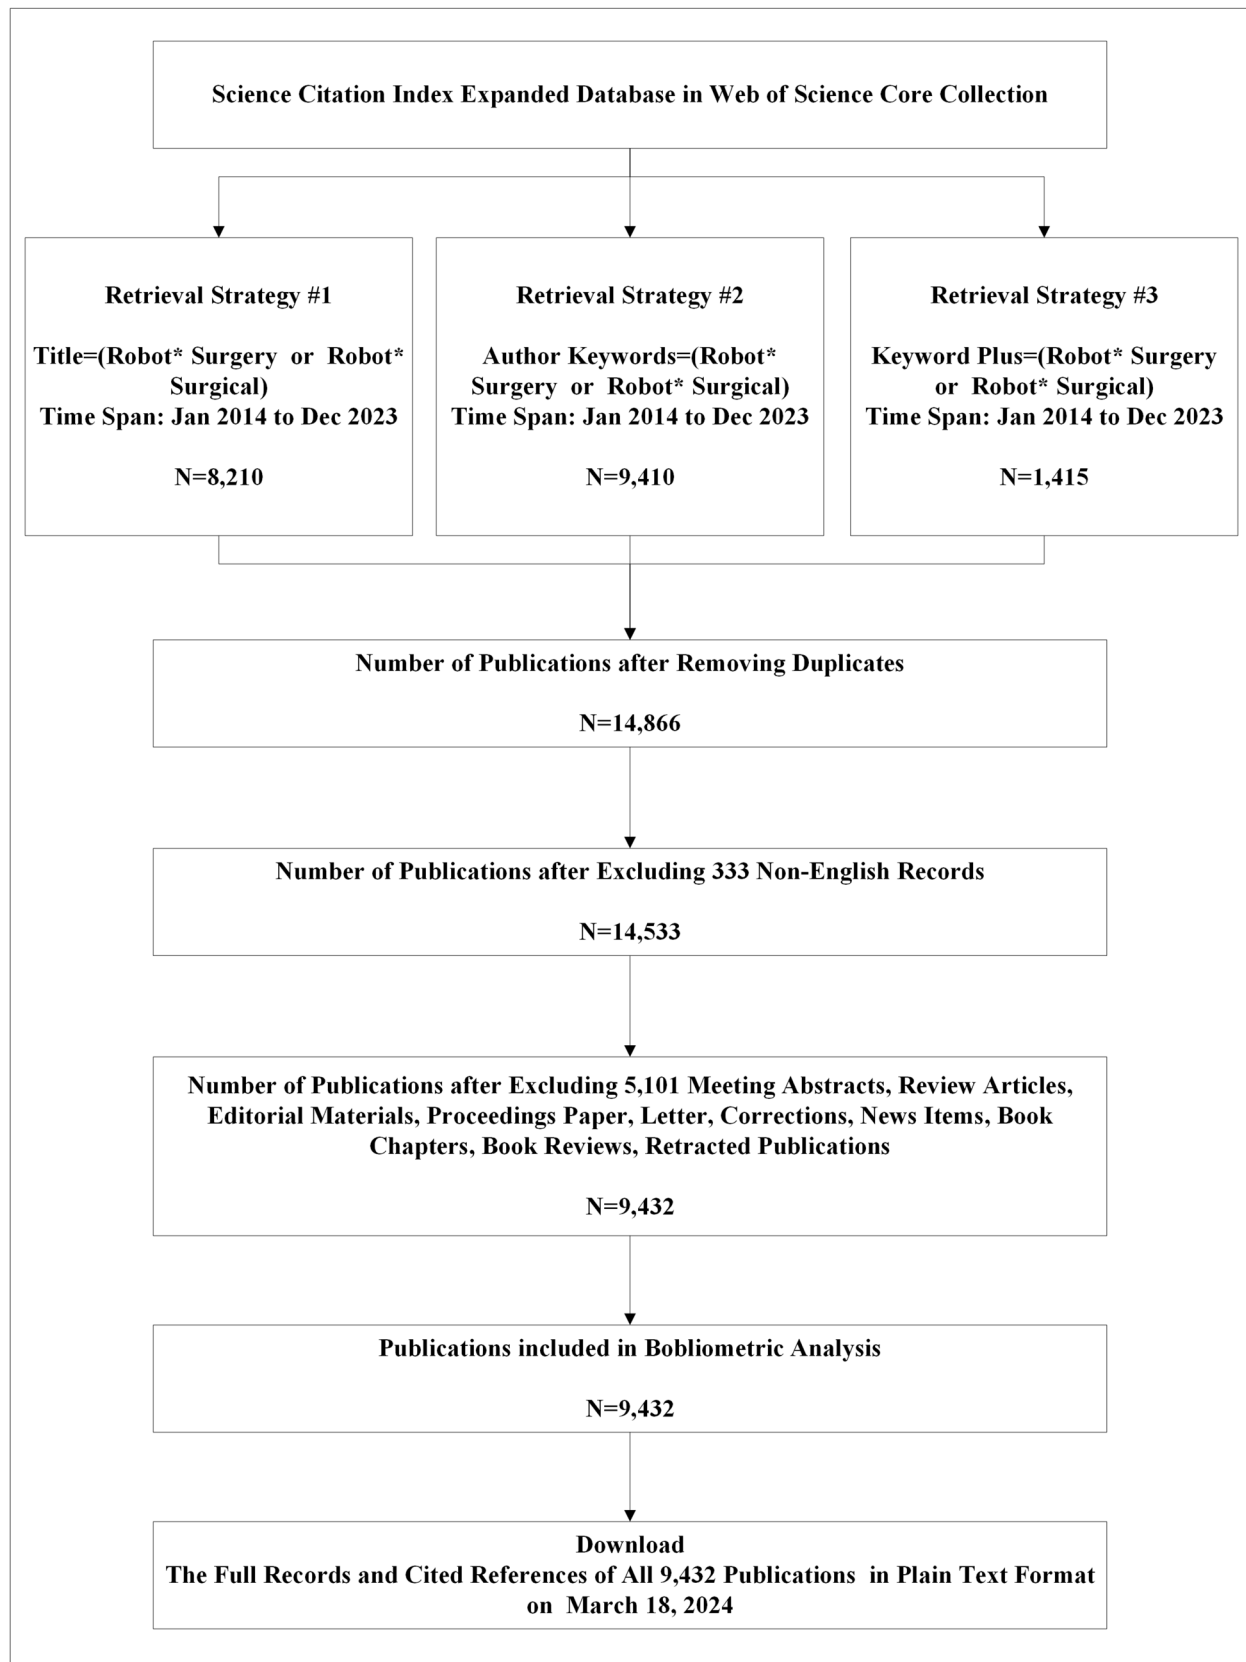 Science Citation Index Expanded Database in Web of Science Core Collection
Retrieval Strategy #1
Title=(Robot* Surgery or Robot*
Surgical)
Time Span: Jan 2014 to Dec 2023
N=8,210
Retrieval Strategy #2
Author Keywords=(Robot*
Surgery or Robot* Surgical)
Time Span: Jan 2014 to Dec 2023
N=9,410
Retrieval Strategy #3
Keyword Plus=(Robot* Surgery
or Robot* Surgical)
Time Span: Jan 2014 to Dec 2023
N=1,415
Number of Publications after Removing Duplicates
N=14,866
Number of Publications after Excluding 333 Non-English Records
N=14,533
Number of Publications after Excluding 5,101 Meeting Abstracts, Review Articles,
Editorial Materials, Proceedings Paper, Letter, Corrections, News Items, Book
Chapters, Book Reviews, Retracted Publications
N=9,432
Publications included in Bobliometric Analysis
N=9,432
Download
The Full Records and Cited References of All 9,432 Publications in Plain Text Format
on March 18, 2024